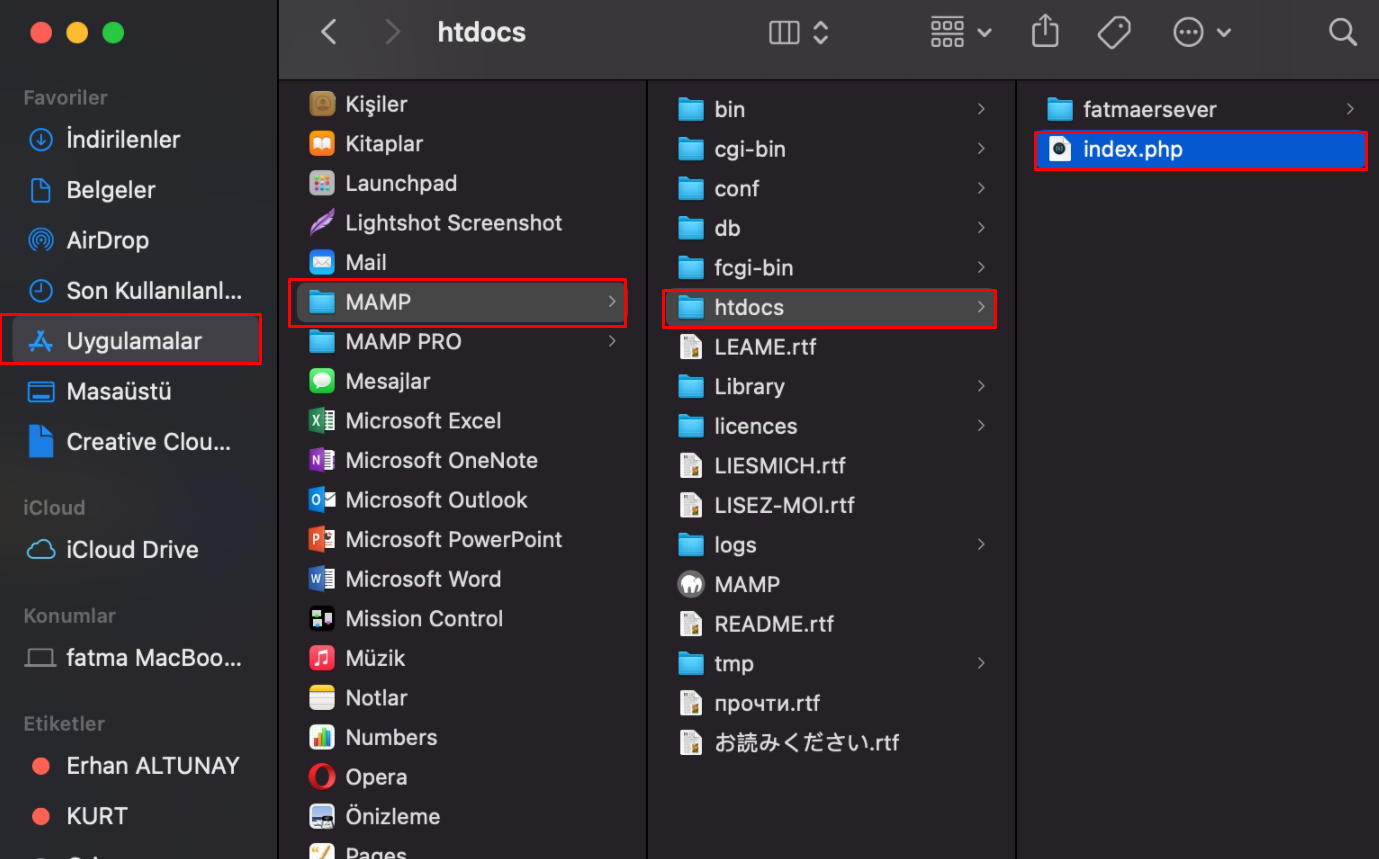 htdocs
Favoriler
İndirilenler
Belgeler
AirDrop
Son Kullanılanl...
Uygulamalar
Masaüstü
Creative Clou...
iCloud
iCloud Drive
Konumlar
fatma MacBoo...
Etiketler
Erhan ALTUNAY
KURT
Kişiler
Kitaplar
Launchpad
Lightshot Screenshot
Mail
MAMP
MAMP PRO
Mesajlar
Microsoft Excel
Microsoft OneNote
Microsoft Outlook
Microsoft PowerPoint
Microsoft Word
Mission Control
Müzik
Notlar
Numbers
Opera
Önizleme
Pages
bin
cgi-bin
conf
db
fcgi-bin
htdocs
LEAME.rtf
Library
licences
LIESMICH.rtf
LISEZ-MOI.rtf
logs
MAMP
README.rtf
tmp
прочти.rtf
お読みください.rtf
fatmaersever
index.php